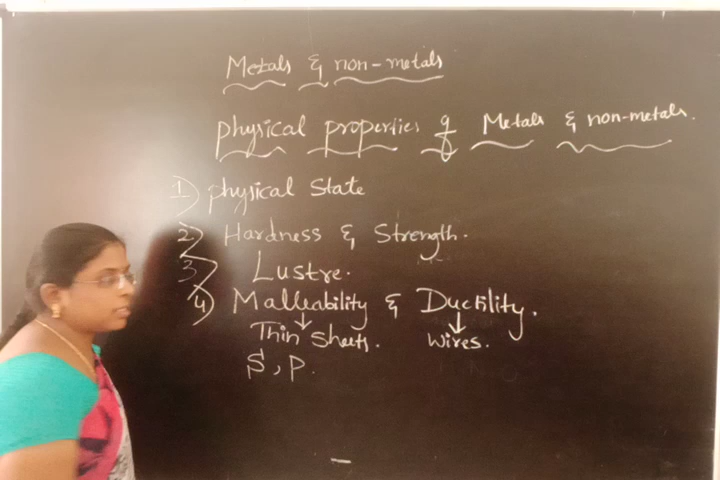 Metals & non-metals
physical properties of Metals & non-metals.
1) physical State
2) Hardness & Strength.
3) Lustre.
4) Malleability & Ductility.
Thin Sheets. wires.
S, P.